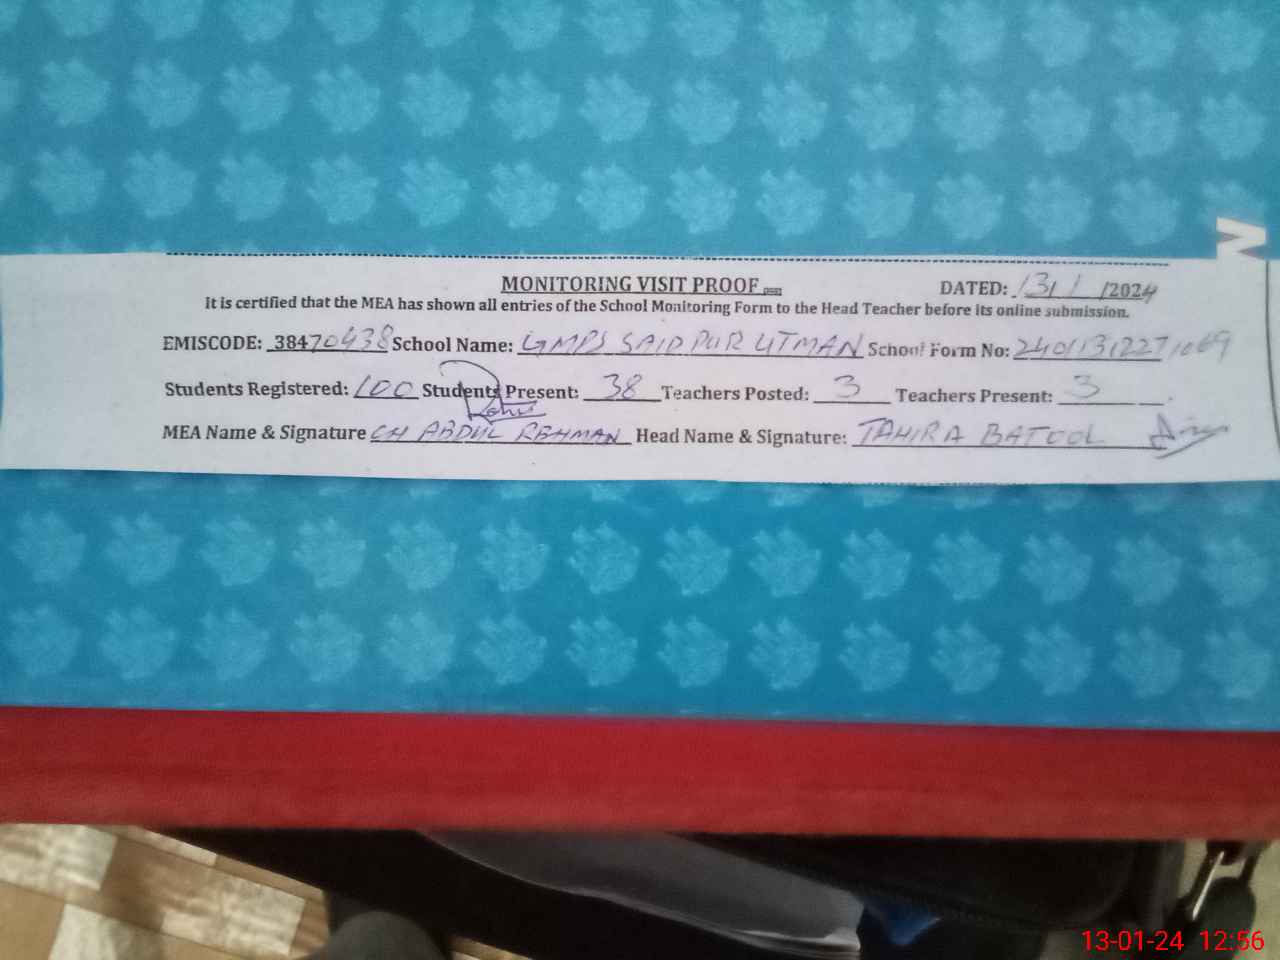 MONITORING VISIT PROOF
DATED: 13/1/2024
It is certified that the MEA has shown all entries of the School Monitoring Form to the Head Teacher before its online submission.
EMISCODE: 38470438 School Name: GMPS SAID PUR UTMAN School Form No: 24011312271069
Students Registered: 100 Students Present: 38 Teachers Posted: 3 Teachers Present: 3
MEA Name & Signature CH ABDUL REHMAN Head Name & Signature: TAHIRA BATOOL
13-01-24 12:56